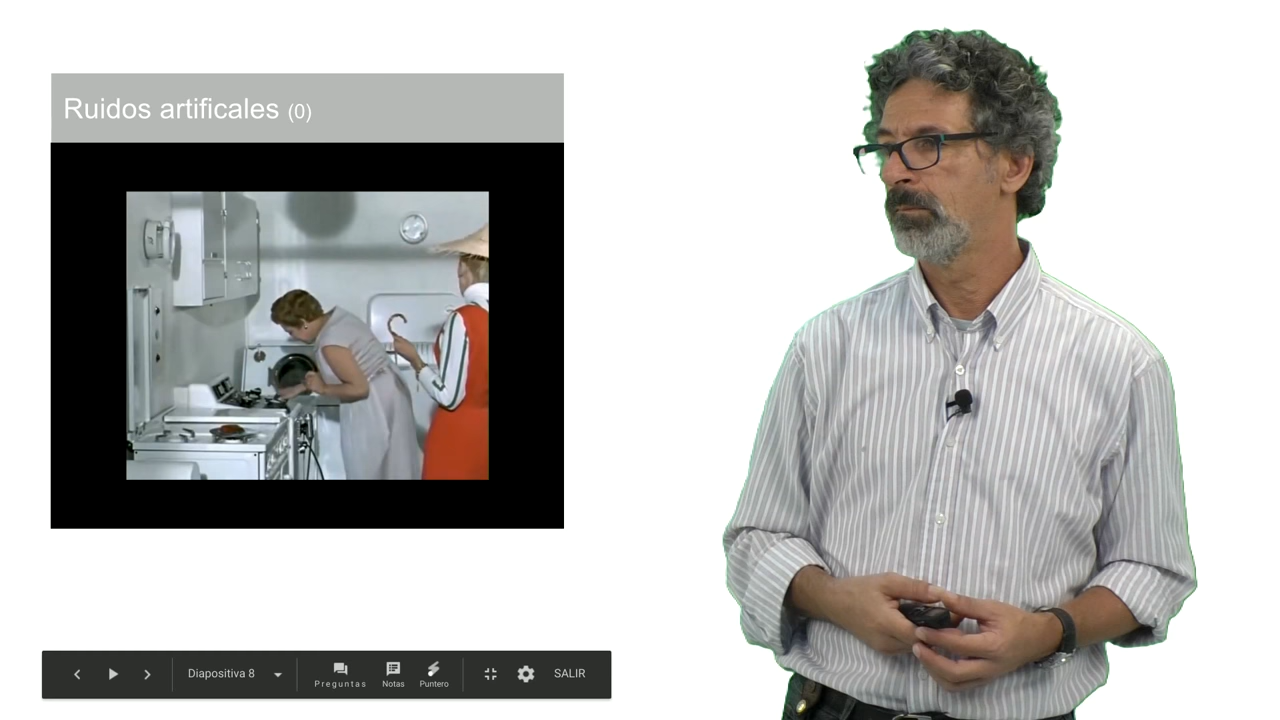 Ruidos artificales (0)
Diapositiva 8
Preguntas
Notas
Puntero
SALIR